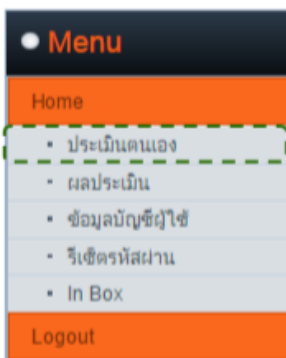 Menu
Home
ประเมินตนเอง
ผลประเมิน
ข้อมูลบัญชีผู้ใช้
รีเซ็ตรหัสผ่าน
In Box
Logout